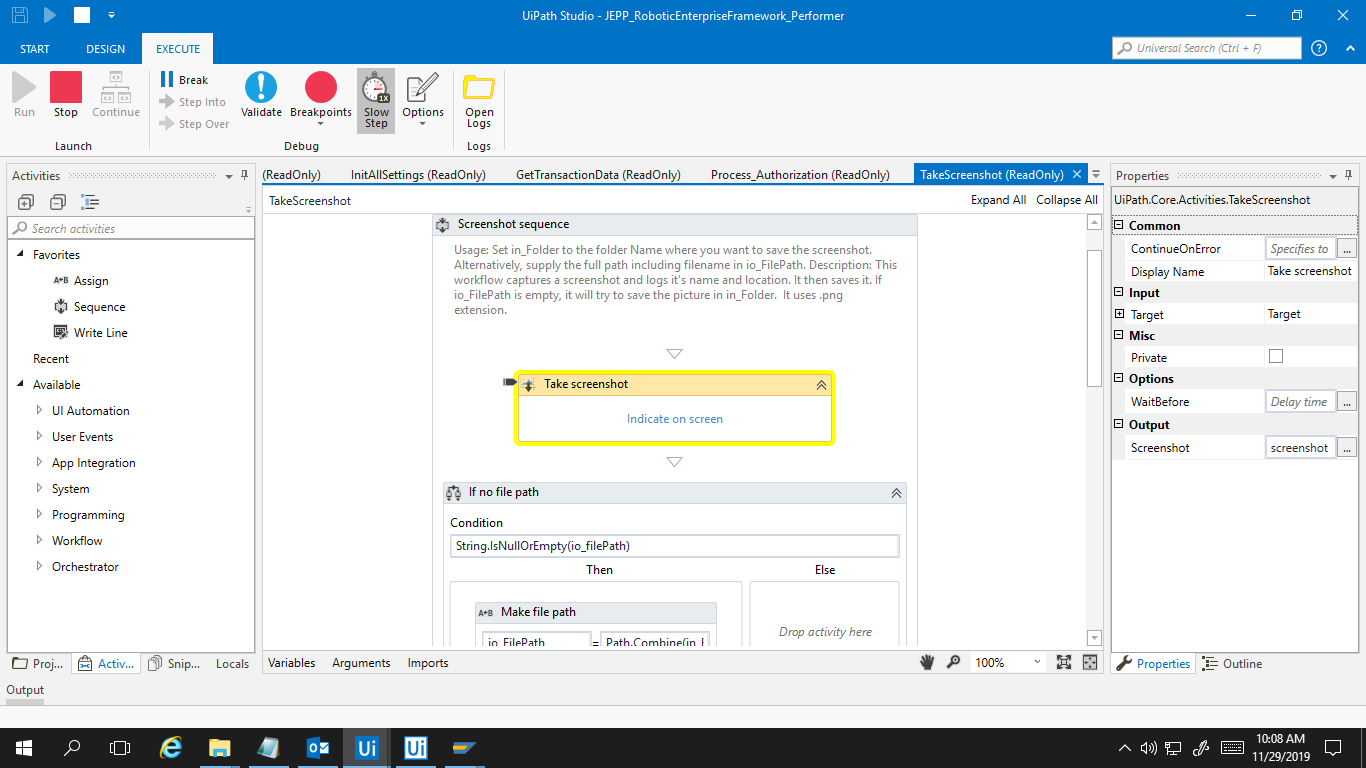 UiPath Studio - JEPP_RoboticEnterpriseFramework_Performer
START DESIGN EXECUTE
Universal Search (Ctrl + F)
?
Run Stop Continue
Break
Step Into
Step Over
Validate Breakpoints
1X
Slow Step
Options
Open Logs
Launch Debug Logs
Activities
(ReadOnly) InitAllSettings (ReadOnly) GetTransactionData (ReadOnly) Process_Authorization (ReadOnly) TakeScreenshot (ReadOnly)
Properties
TakeScreenshot
Expand All Collapse All
UiPath.Core.Activities.TakeScreenshot
Search activities
Favorites
A+B Assign
Sequence
Write Line
Recent
Available
UI Automation
User Events
App Integration
System
Programming
Workflow
Orchestrator
Screenshot sequence
Usage: Set in_Folder to the folder Name where you want to save the screenshot.
Alternatively, supply the full path including filename in io_FilePath. Description: This
workflow captures a screenshot and logs it's name and location. It then saves it. If
io_FilePath is empty, it will try to save the picture in in_Folder. It uses .png
extension.
Take screenshot
Indicate on screen
If no file path
Condition
String.IsNullOrEmpty(io_filePath)
Then Else
A+B Make file path
io_FilePath = Path.Combine(in_F
Drop activity here
Common
ContinueOnError Specifies to ...
Display Name Take screenshot
Input
Target Target
Misc
Private
Options
WaitBefore Delay time ...
Output
Screenshot screenshot ...
Proj... Activ... Snip... Locals
Variables Arguments Imports
100%
Properties Outline
Output
Ui Ui
10:08 AM
11/29/2019